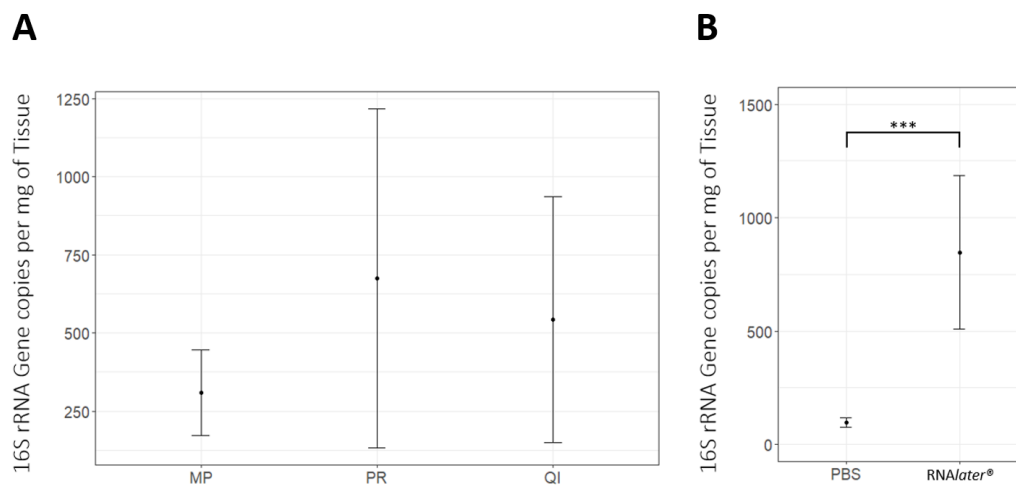 A
B
16S rRNA Gene copies per mg of Tissue
1250
1000
750
500
250
MP PR QI
16S rRNA Gene copies per mg of Tissue
1500
1000
500
0
***
PBS RNAlater®